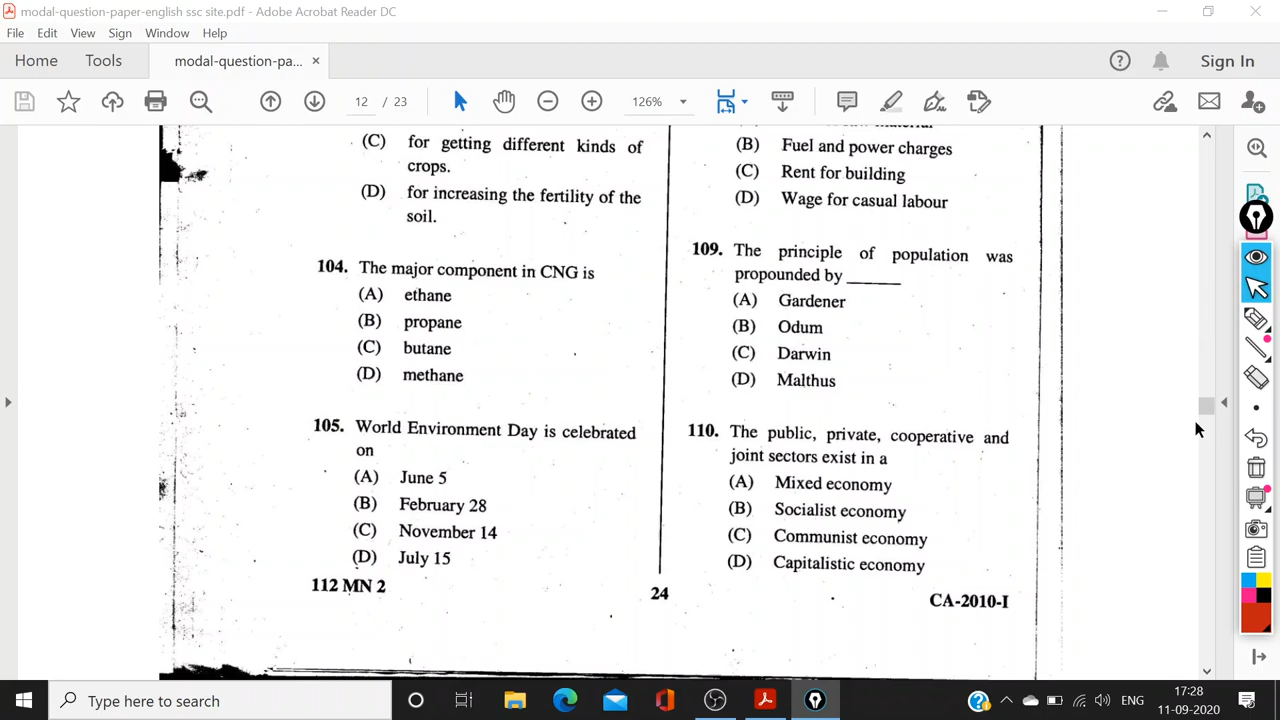 modal-question-paper-english ssc site.pdf - Adobe Acrobat Reader DC
File Edit View Sign Window Help
Home Tools modal-question-pa... × Sign In
12 / 23 126%
(C) for getting different kinds of
crops.
(D) for increasing the fertility of the
soil.
104. The major component in CNG is
(A) ethane
(B) propane
(C) butane
(D) methane
105. World Environment Day is celebrated
on
(A) June 5
(B) February 28
(C) November 14
(D) July 15
112 MN 2
(B) Fuel and power charges
(C) Rent for building
(D) Wage for casual labour
109. The principle of population was
propounded by ______
(A) Gardener
(B) Odum
(C) Darwin
(D) Malthus
110. The public, private, cooperative and
joint sectors exist in a
(A) Mixed economy
(B) Socialist economy
(C) Communist economy
(D) Capitalistic economy
24
CA-2010-I
Type here to search
ENG
17:28
11-09-2020